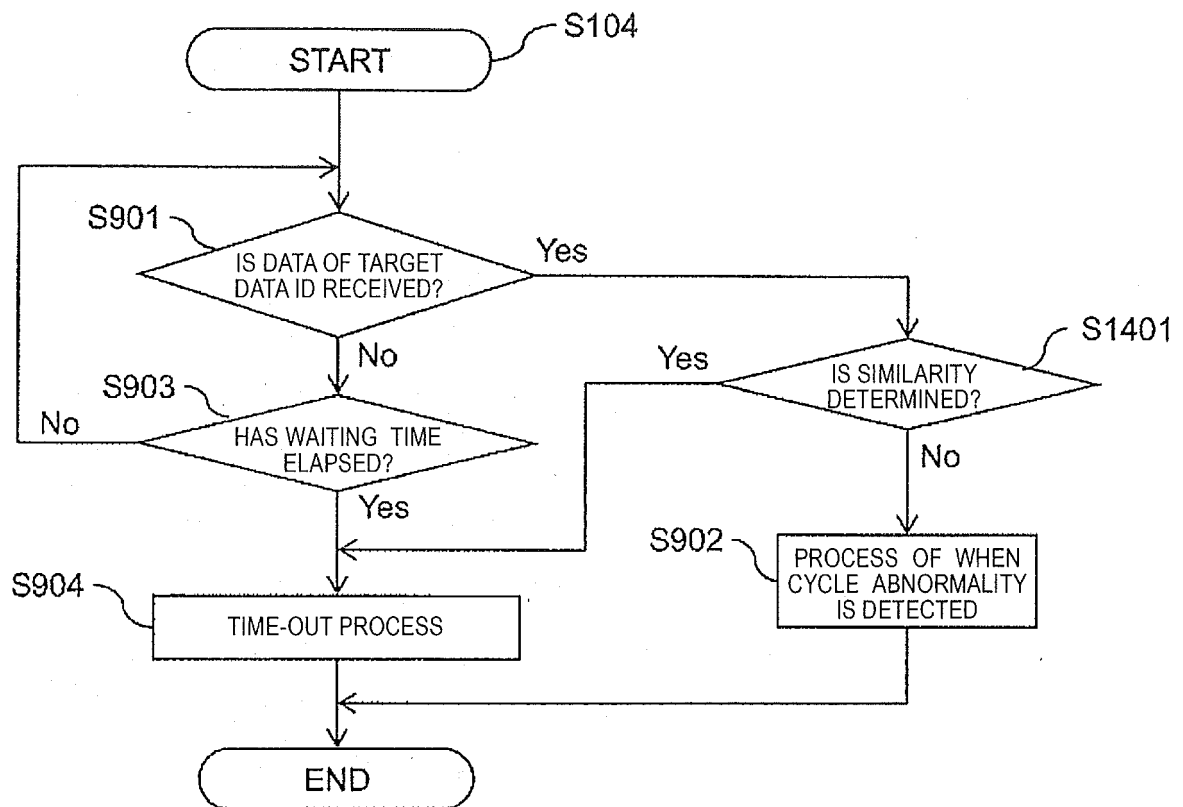 S104
START
S901
IS DATA OF TARGET
DATA ID RECEIVED?
Yes
No
S1401
Yes
IS SIMILARITY
DETERMINED?
No
S903
No
HAS WAITING TIME
ELAPSED?
Yes
S902
PROCESS OF WHEN
CYCLE ABNORMALITY
IS DETECTED
S904
TIME-OUT PROCESS
END